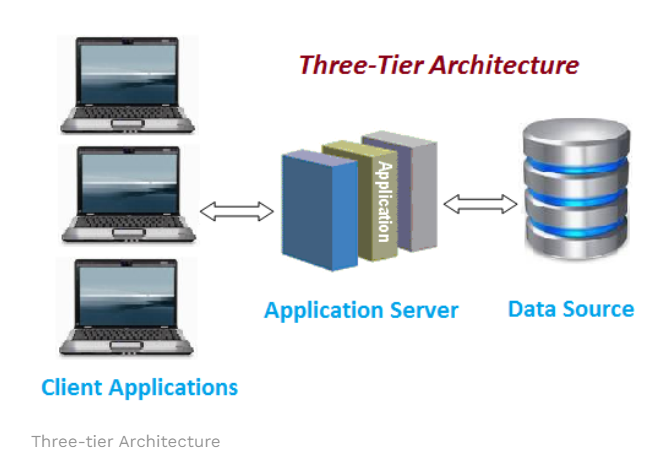 Three-Tier Architecture
Application
Application Server
Data Source
Client Applications
Three-tier Architecture